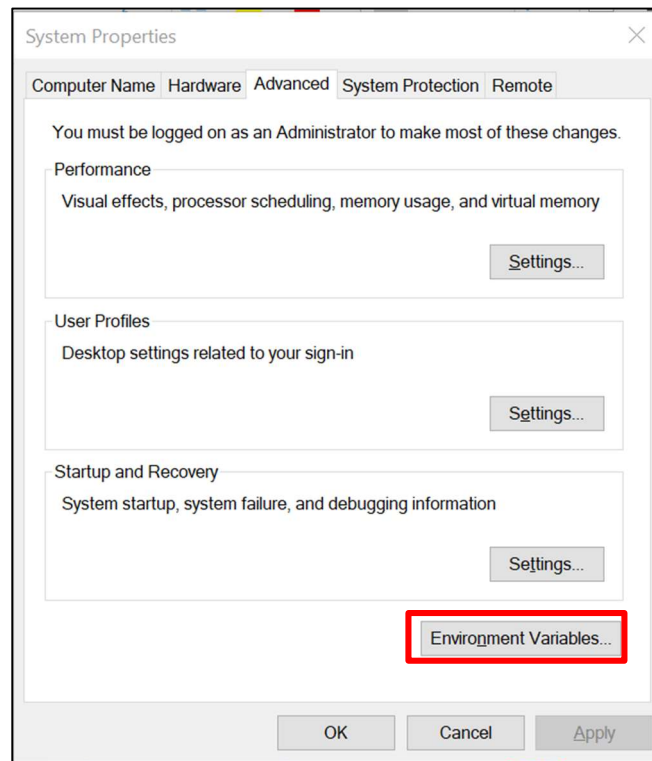 System Properties
Computer Name Hardware Advanced System Protection Remote
You must be logged on as an Administrator to make most of these changes.
Performance
Visual effects, processor scheduling, memory usage, and virtual memory
Settings...
User Profiles
Desktop settings related to your sign-in
Settings...
Startup and Recovery
System startup, system failure, and debugging information
Settings...
Environment Variables...
OK Cancel Apply